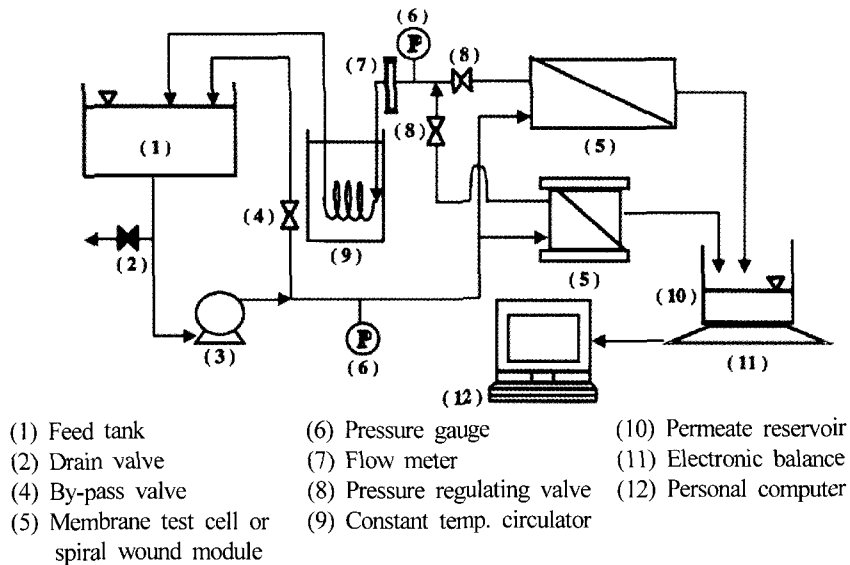 (6)
P
(8)
(7)
(1)
(8)
(5)
(4)
(2)
(9)
(5)
(10)
(3)
P
(6)
(11)
(12)
(1) Feed tank
(2) Drain valve
(4) By-pass valve
(5) Membrane test cell or
spiral wound module
(6) Pressure gauge
(7) Flow meter
(8) Pressure regulating valve
(9) Constant temp. circulator
(10) Permeate reservoir
(11) Electronic balance
(12) Personal computer